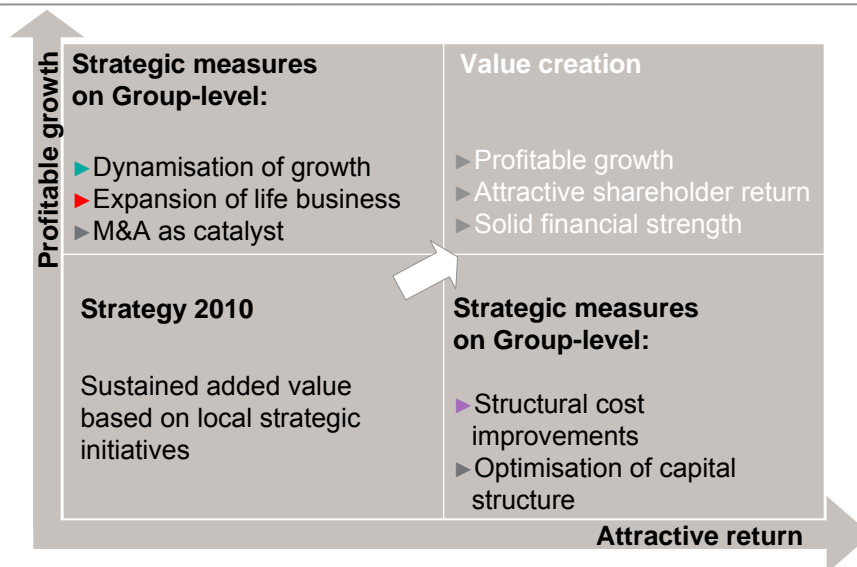 Profitable growth
Strategic measures
on Group-level:
►Dynamisation of growth
►Expansion of life business
►M&A as catalyst
Value creation
►Profitable growth
►Attractive shareholder return
►Solid financial strength
Strategy 2010
Sustained added value
based on local strategic
initiatives
Strategic measures
on Group-level:
►Structural cost
improvements
►Optimisation of capital
structure
Attractive return